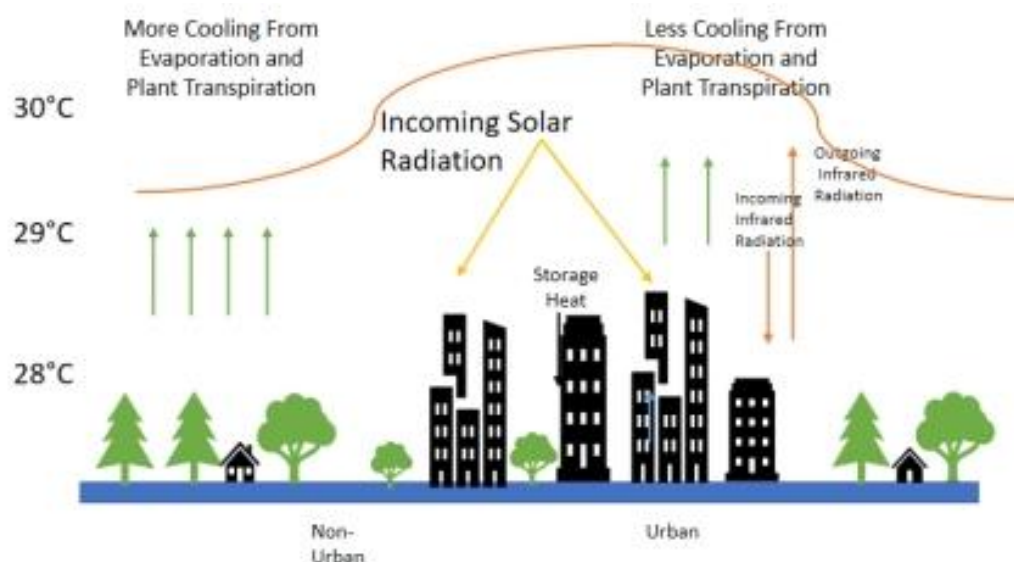 More Cooling From
Evaporation and
Plant Transpiration
Less Cooling From
Evaporation and
Plant Transpiration
30°C
Incoming Solar
Radiation
Outgoing
Infrared
Radiation
Incoming
Infrared
Radiation
29°C
Storage
Heat
28°C
Non-
Urban
Urban